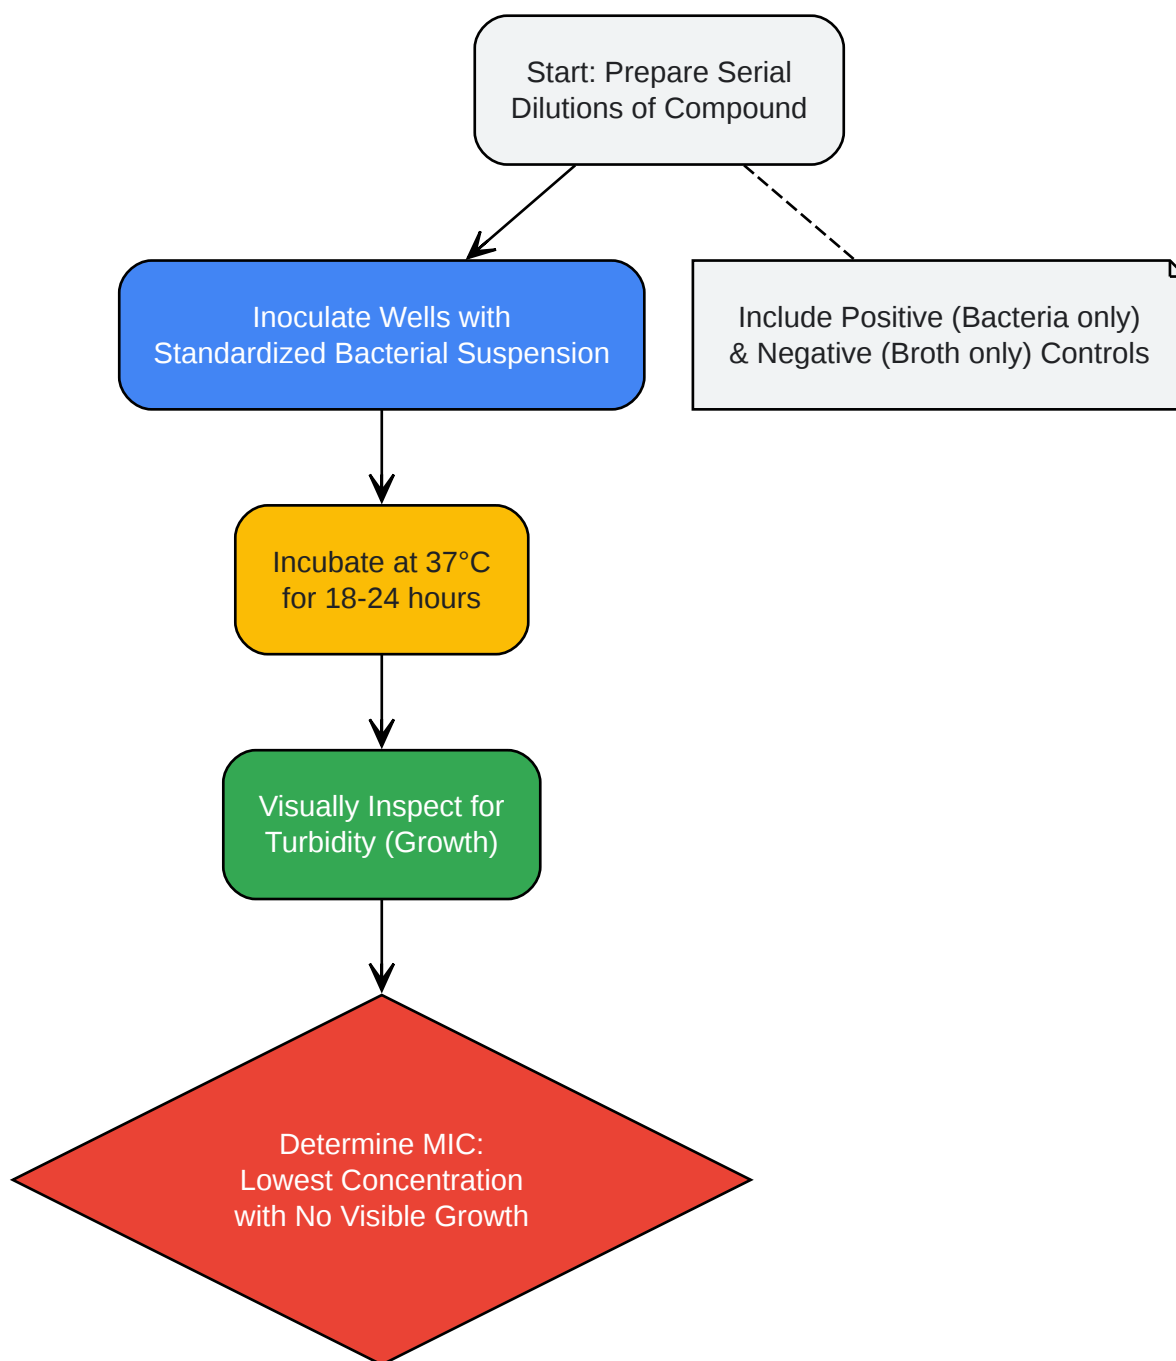 Start: Prepare Serial
Dilutions of Compound
Inoculate Wells with
Standardized Bacterial Suspension
Include Positive (Bacteria only)
& Negative (Broth only) Controls
Incubate at 37°C
for 18-24 hours
Visually Inspect for
Turbidity (Growth)
Determine MIC:
Lowest Concentration
with No Visible Growth